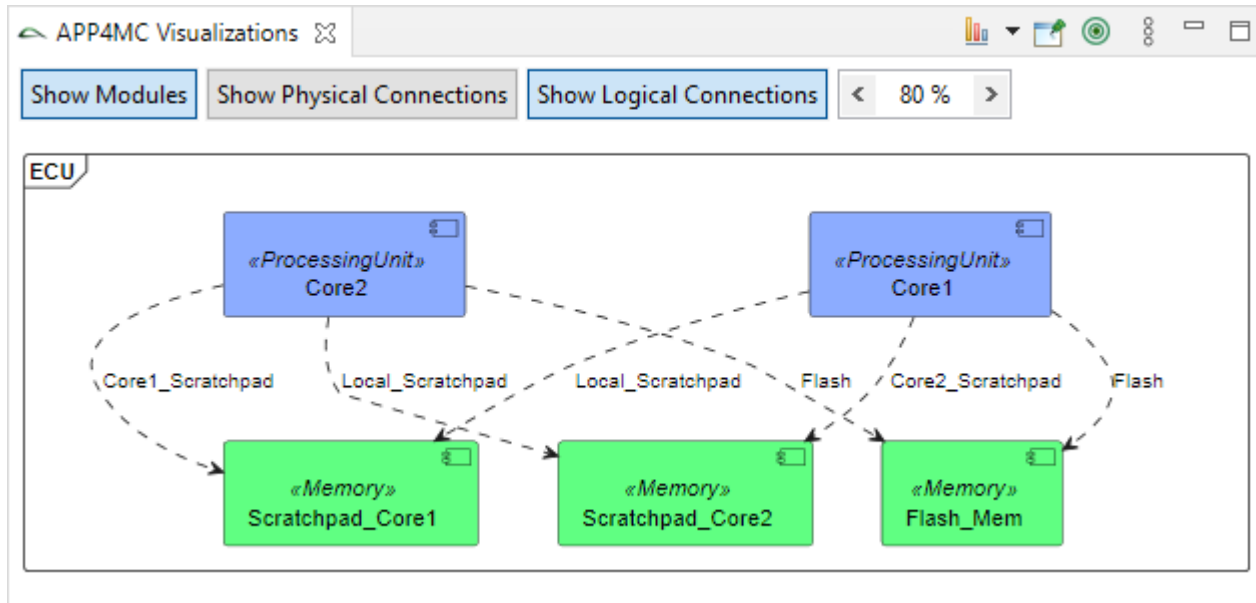 APP4MC Visualizations
Show Modules Show Physical Connections Show Logical Connections < 80 % >
ECU
«ProcessingUnit» «ProcessingUnit»
Core2 Core1
Core1_Scratchpad Local_Scratchpad Local_Scratchpad Flash Core2_Scratchpad Flash
«Memory» «Memory» «Memory»
Scratchpad_Core1 Scratchpad_Core2 Flash_Mem